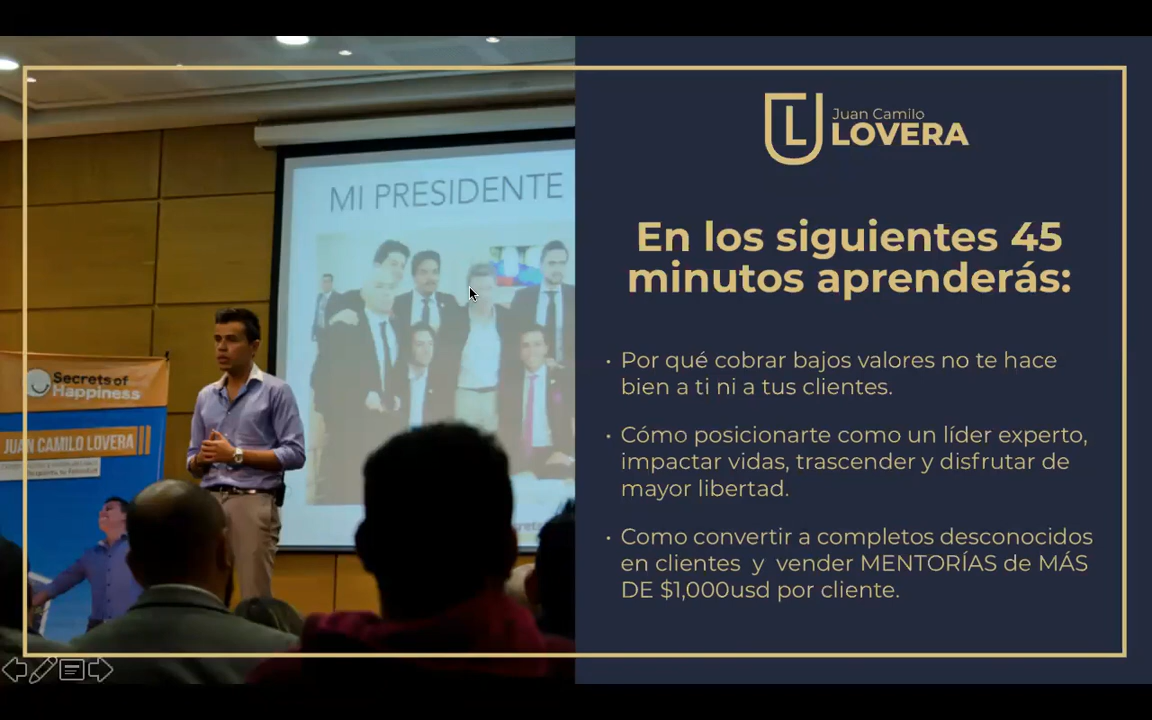 MI PRESIDENTE
Secrets of
Happiness
JUAN CAMILO LOVERA
Juan Camilo
LOVERA
En los siguientes 45
minutos aprenderás:
• Por qué cobrar bajos valores no te hace
bien a ti ni a tus clientes.
• Cómo posicionarte como un líder experto,
impactar vidas, trascender y disfrutar de
mayor libertad.
• Como convertir a completos desconocidos
en clientes y vender MENTORÍAS de MÁS
DE $1,000usd por cliente.